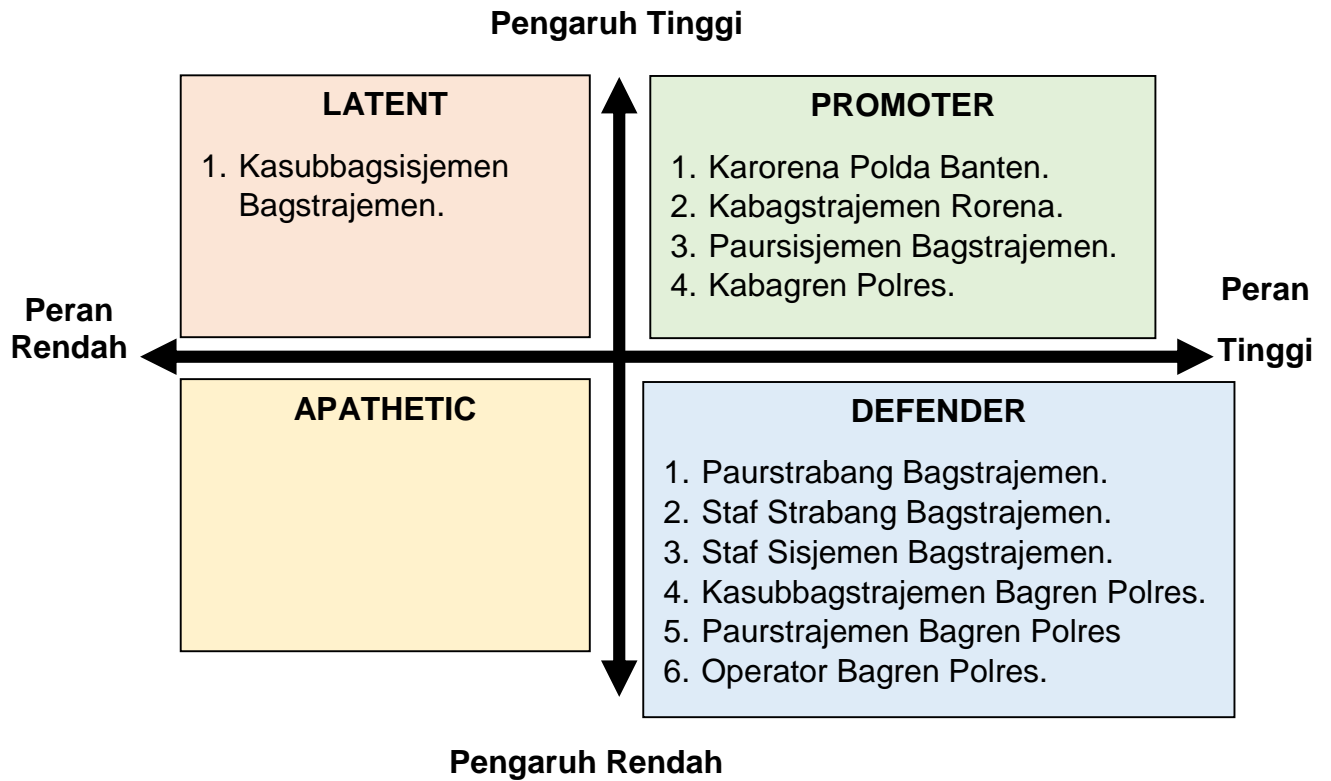 Pengaruh Tinggi
LATENT
1. Kasubbagsisjemen
Bagstrajemen.
PROMOTER
1. Karorena Polda Banten.
2. Kabagstrajemen Rorena.
3. Paursisjemen Bagstrajemen.
4. Kabagren Polres.
Peran
Rendah
Peran
Tinggi
APATHETIC
DEFENDER
1. Paurstrabang Bagstrajemen.
2. Staf Strabang Bagstrajemen.
3. Staf Sisjemen Bagstrajemen.
4. Kasubbagstrajemen Bagren Polres.
5. Paurstrajemen Bagren Polres
6. Operator Bagren Polres.
Pengaruh Rendah